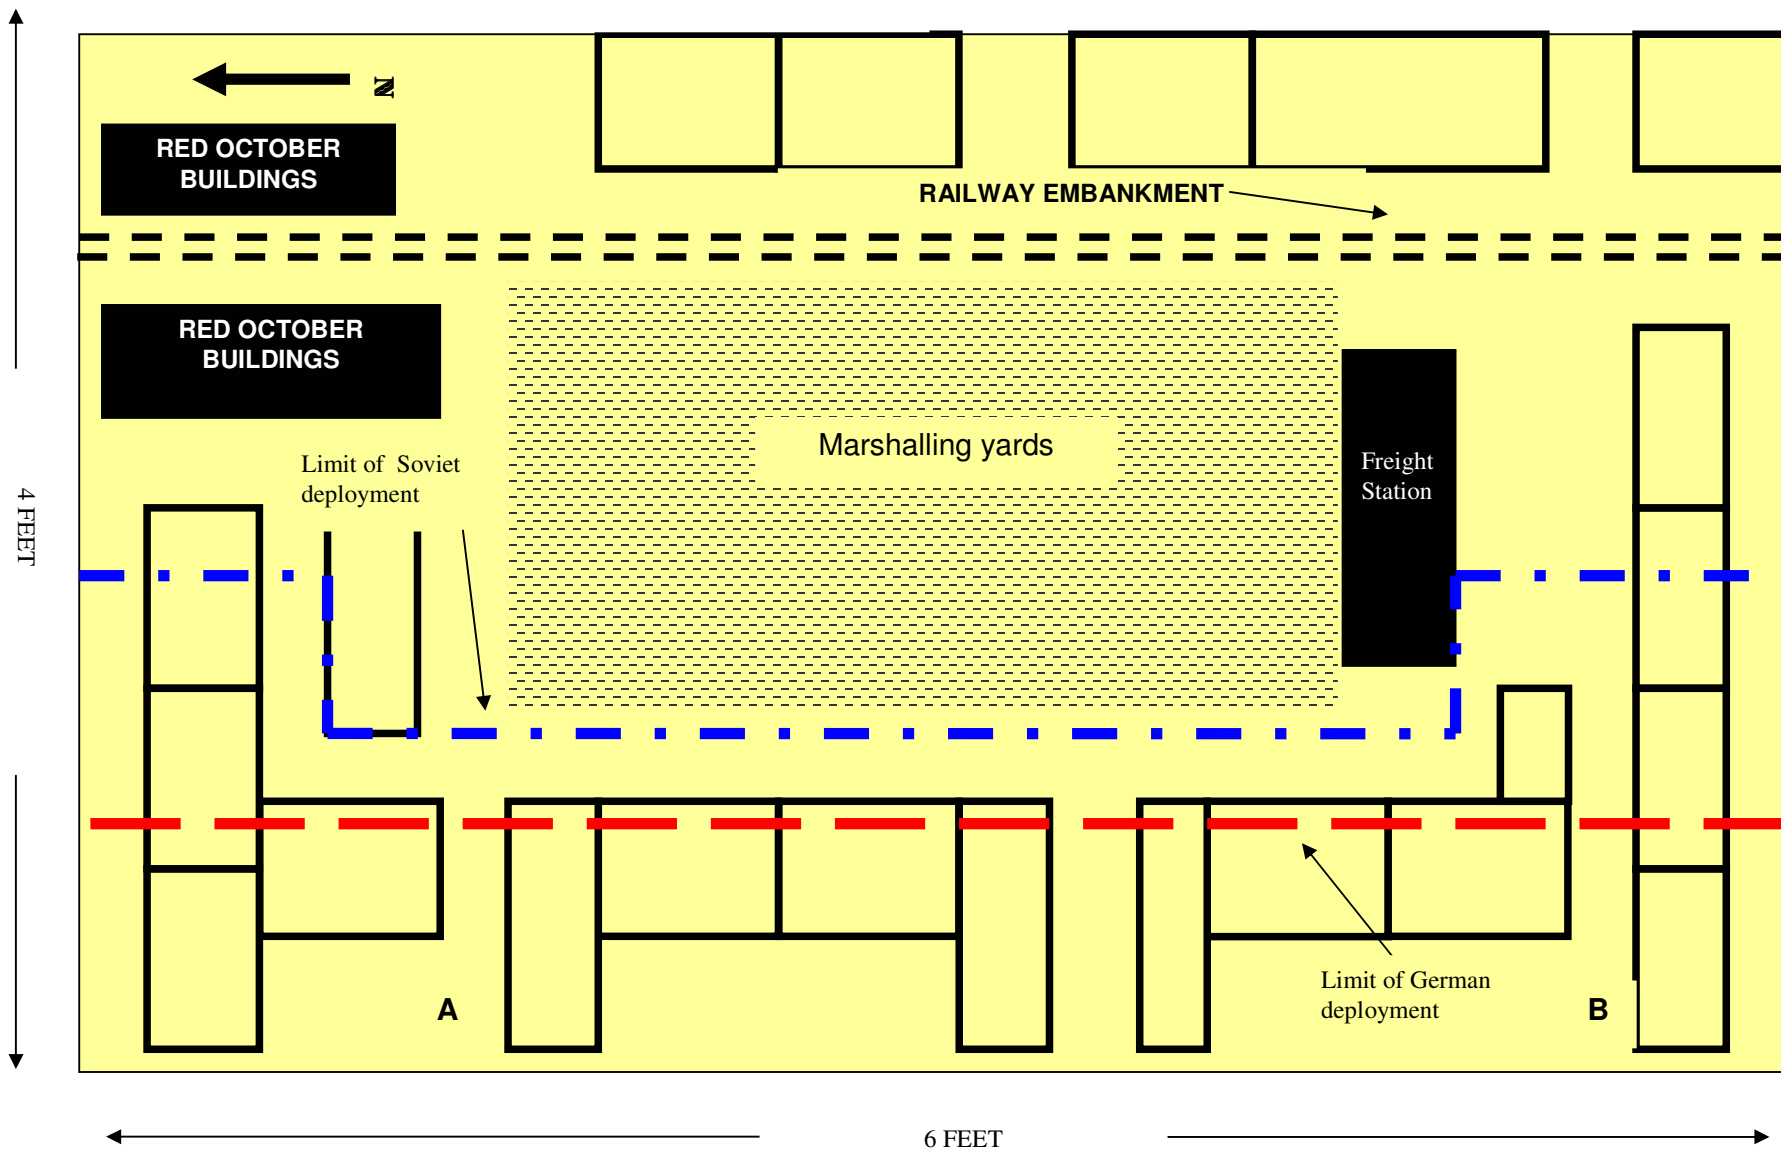 N
RED OCTOBER
BUILDINGS
RAILWAY EMBANKMENT
RED OCTOBER
BUILDINGS
Marshalling yards
Limit of Soviet
deployment
Freight
Station
4 FEET
Limit of German
deployment
A
B
6 FEET